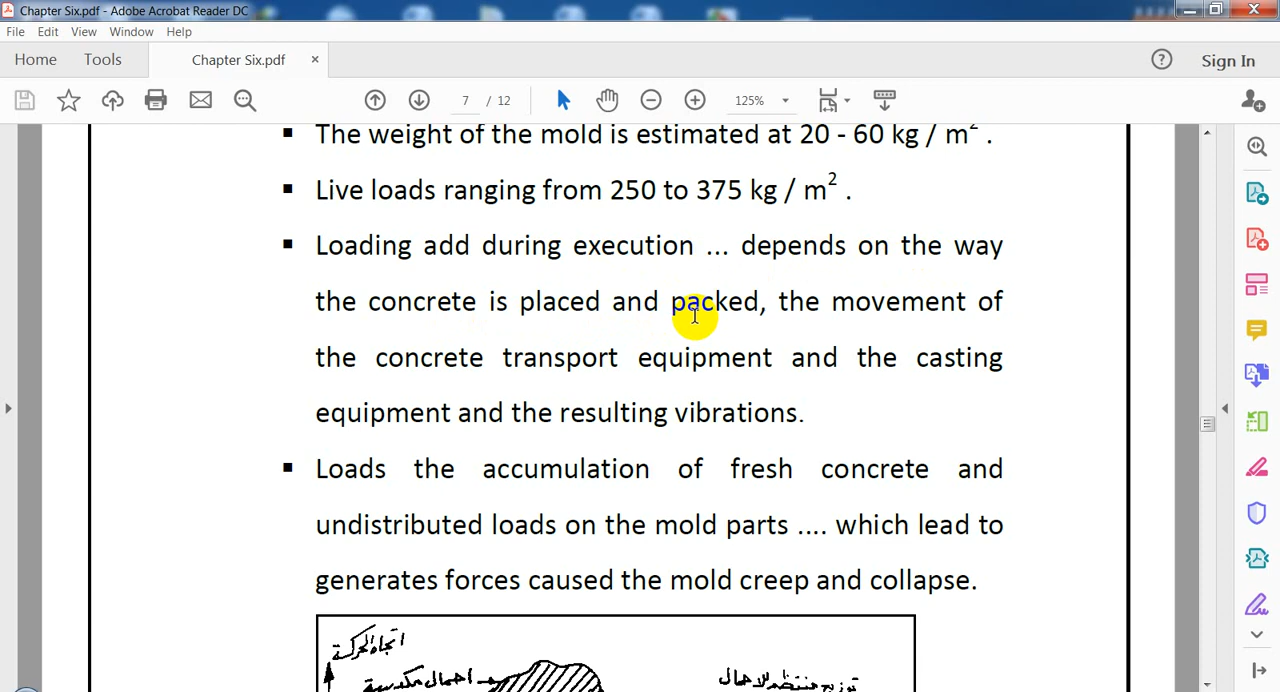 Chapter Six.pdf - Adobe Acrobat Reader DC
File Edit View Window Help
Home Tools Chapter Six.pdf × Sign In
7 / 12 125%
▪ The weight of the mold is estimated at 20 - 60 kg / m² .
▪ Live loads ranging from 250 to 375 kg / m² .
▪ Loading add during execution ... depends on the way
the concrete is placed and packed, the movement of
the concrete transport equipment and the casting
equipment and the resulting vibrations.
▪ Loads the accumulation of fresh concrete and
undistributed loads on the mold parts .... which lead to
generates forces caused the mold creep and collapse.
اتجاه الحركة
احمال مكدسة
توزيع منتظم للاحمال